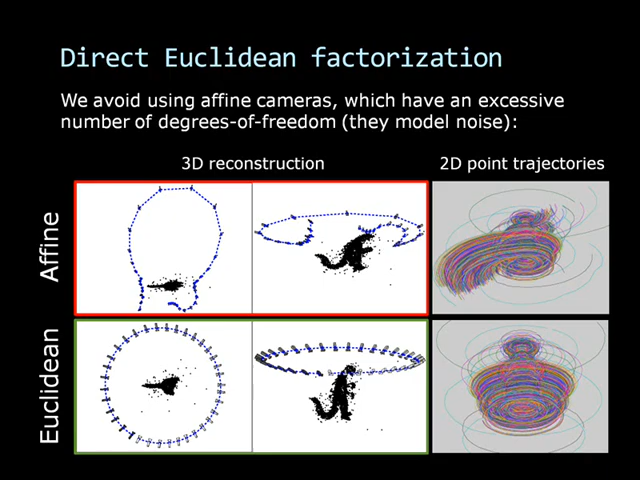 Direct Euclidean factorization
We avoid using affine cameras, which have an excessive
number of degrees-of-freedom (they model noise):
3D reconstruction
2D point trajectories
Affine
Euclidean